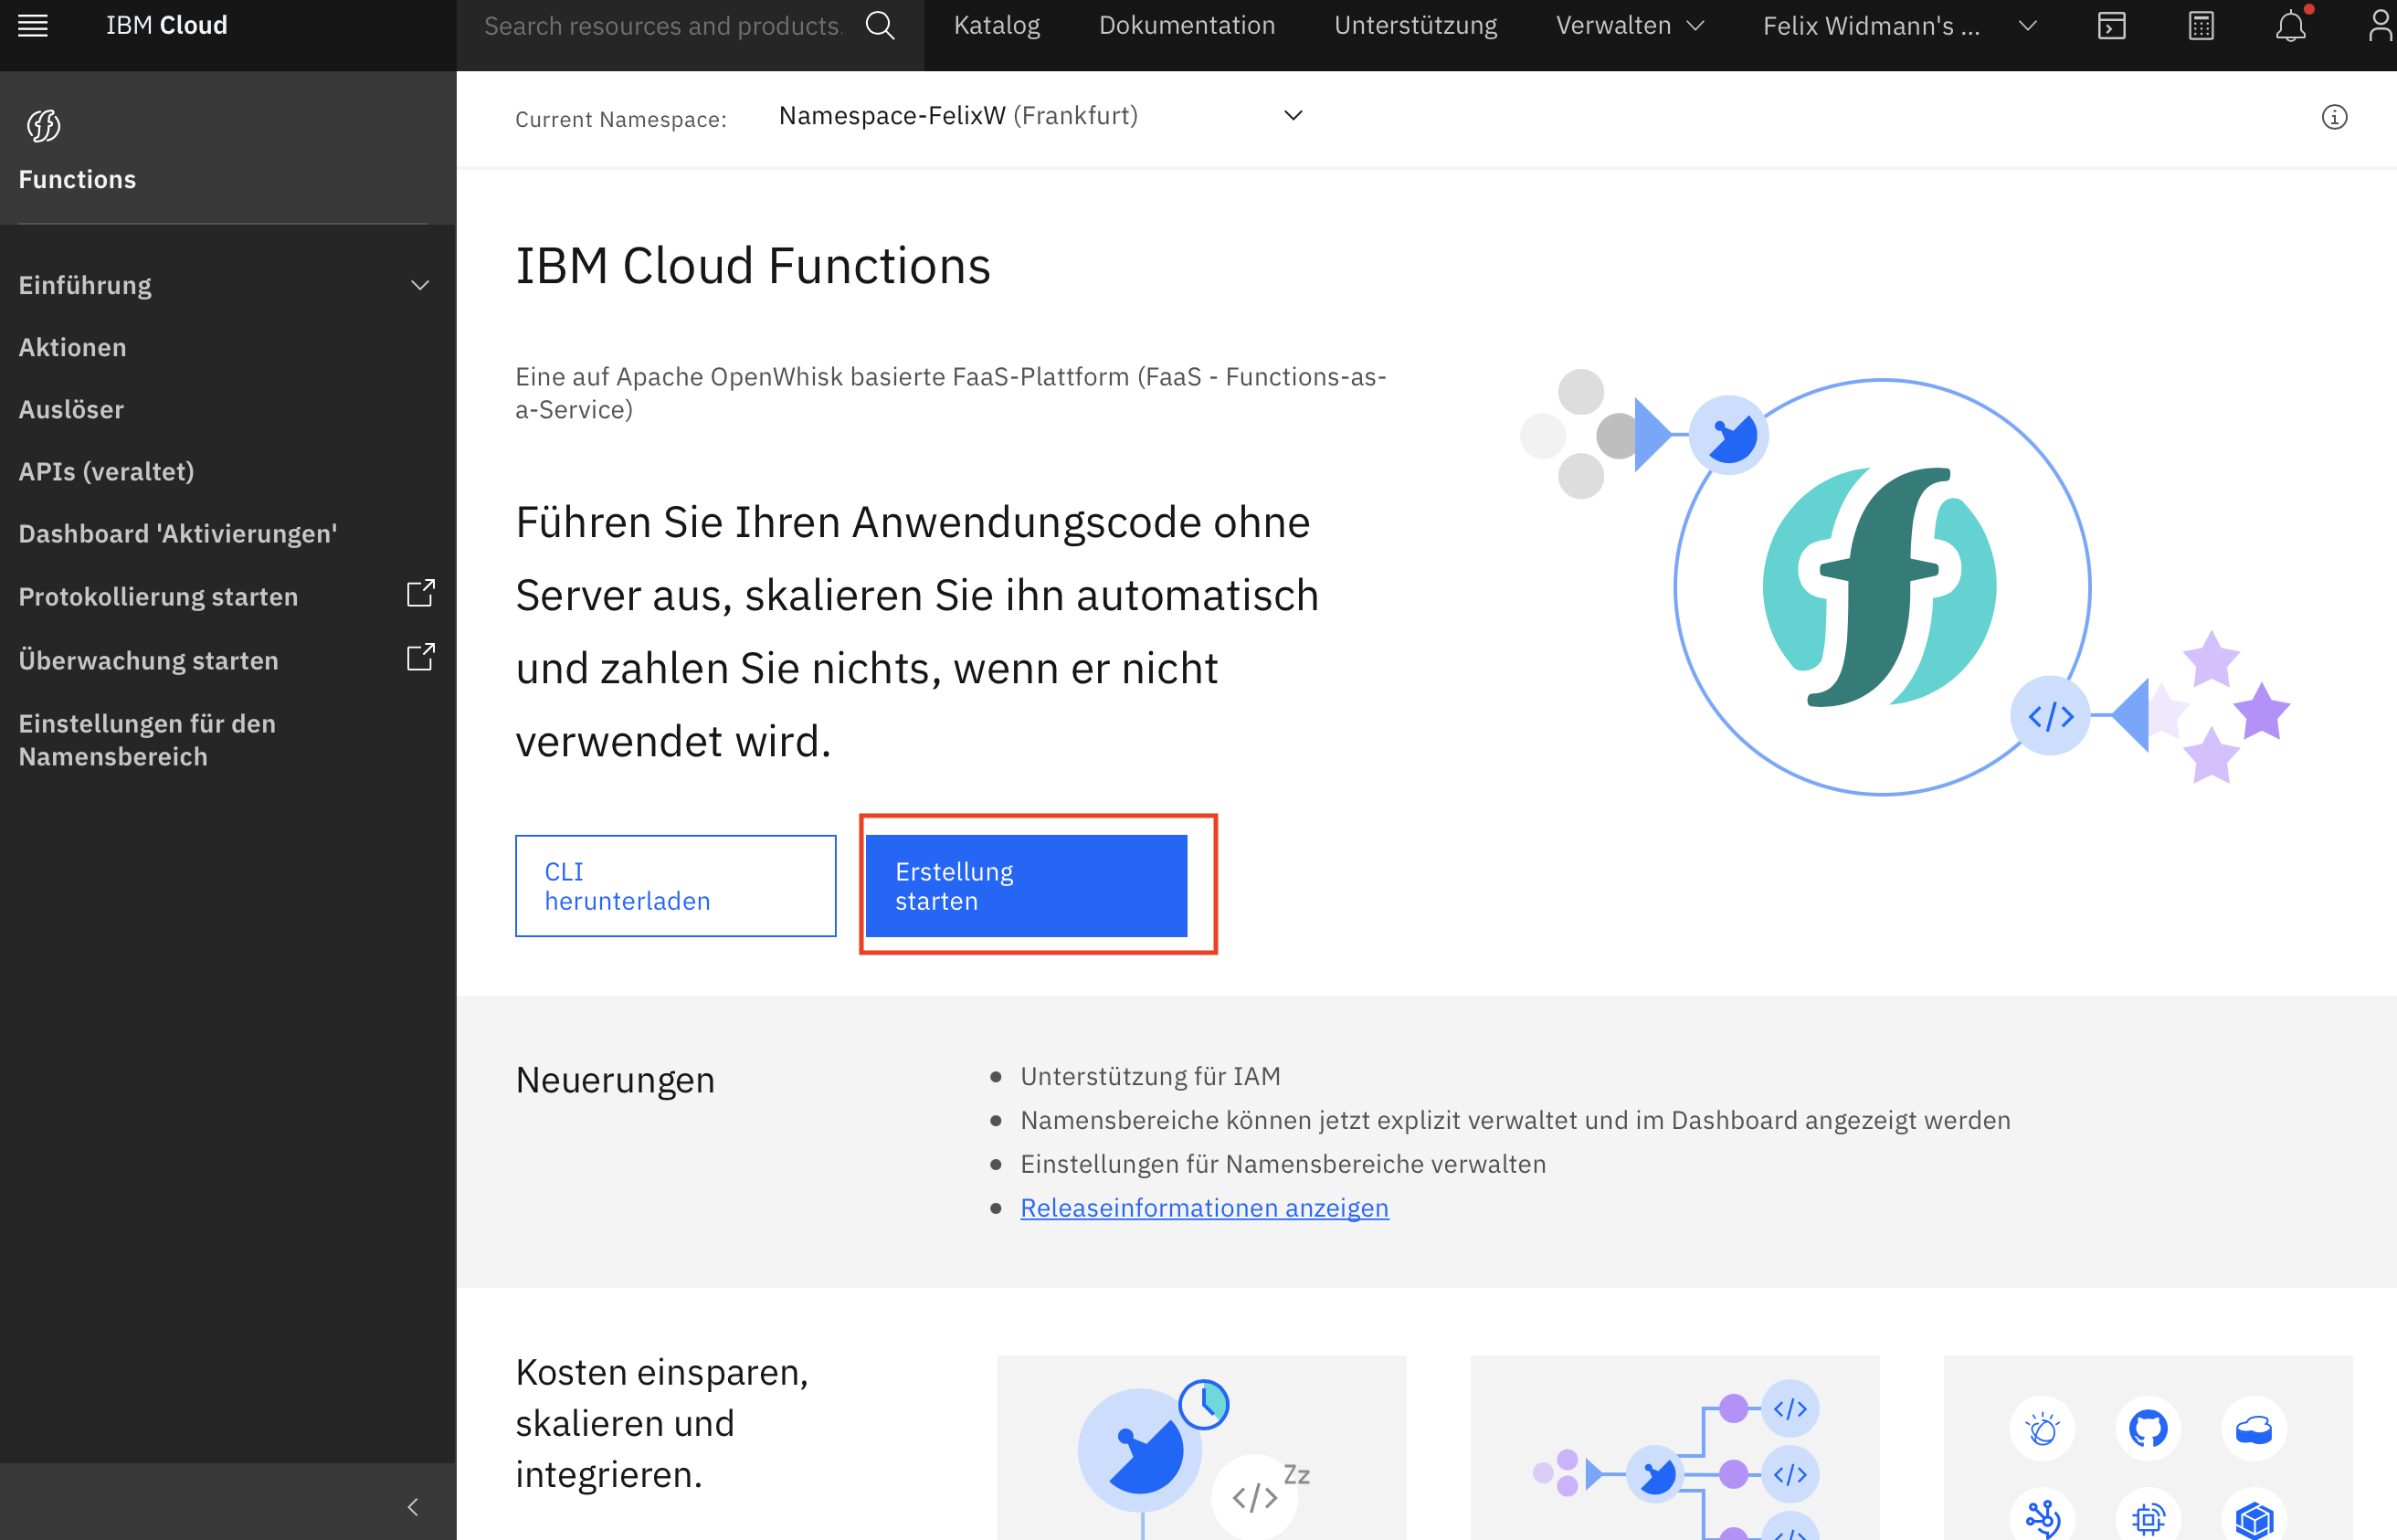 IBM Cloud
Search resources and products.
Katalog
Dokumentation
Unterstützung
Verwalten
Felix Widmann's ...
Functions
Einführung
Aktionen
Auslöser
APIs (veraltet)
Dashboard 'Aktivierungen'
Protokollierung starten
Überwachung starten
Einstellungen für den
Namensbereich
Current Namespace:
Namespace-FelixW (Frankfurt)
IBM Cloud Functions
Eine auf Apache OpenWhisk basierte FaaS-Plattform (FaaS - Functions-as-
a-Service)
Führen Sie Ihren Anwendungscode ohne
Server aus, skalieren Sie ihn automatisch
und zahlen Sie nichts, wenn er nicht
verwendet wird.
CLI
herunterladen
Erstellung
starten
Neuerungen
Unterstützung für IAM
Namensbereiche können jetzt explizit verwaltet und im Dashboard angezeigt werden
Einstellungen für Namensbereiche verwalten
Releaseinformationen anzeigen
Kosten einsparen,
skalieren und
integrieren.
Zz